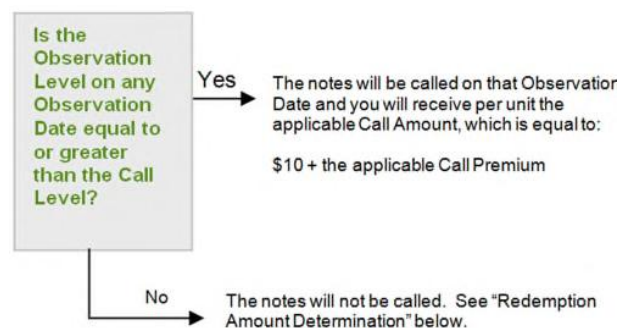 Is the
Observation
Level on any
Observation
Date equal to
or greater
than the Call
Level?
Yes
The notes will be called on that Observation
Date and you will receive per unit the
applicable Call Amount, which is equal to:
$10 + the applicable Call Premium
No
The notes will not be called. See “Redemption
Amount Determination” below.